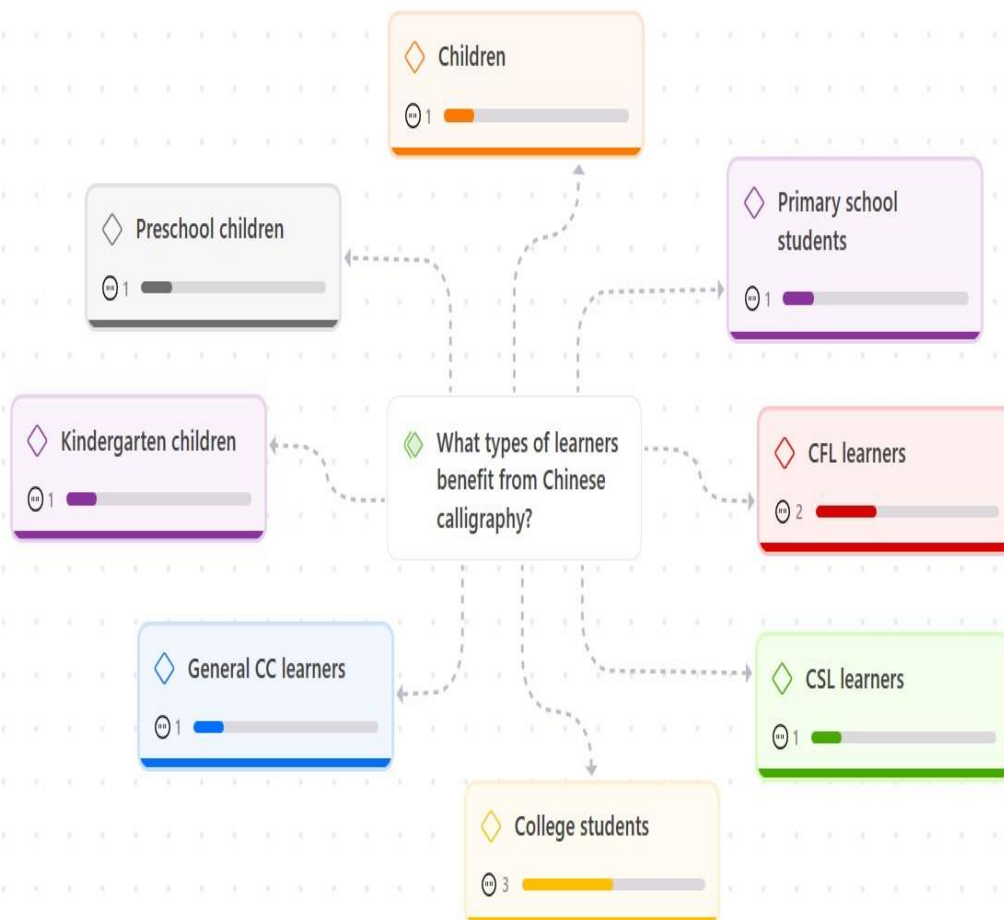 Children
1
Primary school
students
1
Preschool children
1
Kindergarten children
1
What types of learners
benefit from Chinese
calligraphy?
CFL learners
2
General CC learners
1
CSL learners
1
College students
3